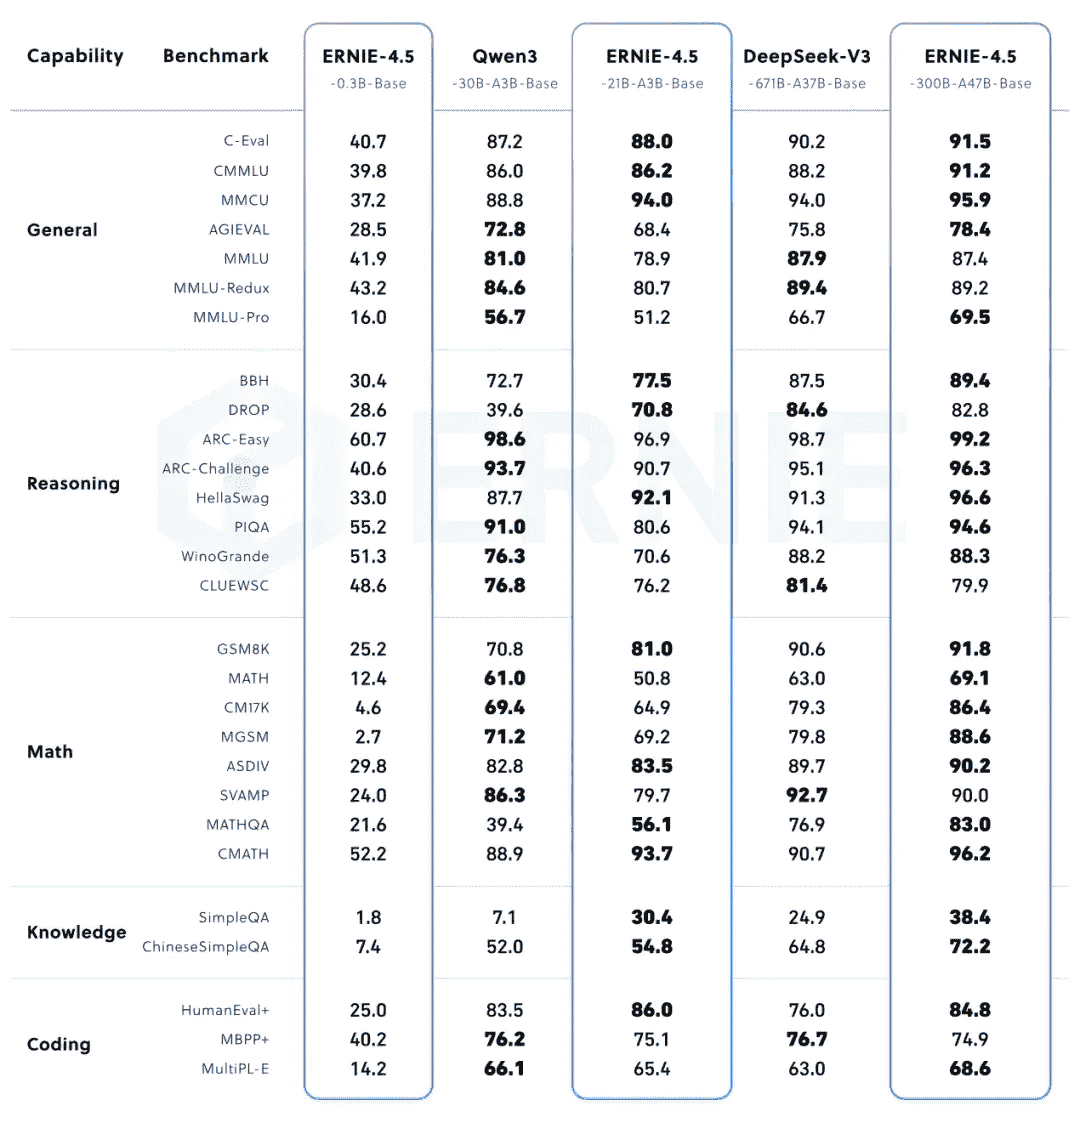 Capability Benchmark ERNIE-4.5 Qwen3 ERNIE-4.5 DeepSeek-V3 ERNIE-4.5
-0.3B-Base -30B-A3B-Base -21B-A3B-Base -671B-A37B-Base -300B-A47B-Base
C-Eval 40.7 87.2 88.0 90.2 91.5
CMMLU 39.8 86.0 86.2 88.2 91.2
MMCU 37.2 88.8 94.0 94.0 95.9
General AGIEVAL 28.5 72.8 68.4 75.8 78.4
MMLU 41.9 81.0 78.9 87.9 87.4
MMLU-Redux 43.2 84.6 80.7 89.4 89.2
MMLU-Pro 16.0 56.7 51.2 66.7 69.5
BBH 30.4 72.7 77.5 87.5 89.4
DROP 28.6 39.6 70.8 84.6 82.8
ARC-Easy 60.7 98.6 96.9 98.7 99.2
ARC-Challenge 40.6 93.7 90.7 95.1 96.3
Reasoning
HellaSwag 33.0 87.7 92.1 91.3 96.6
PIQA 55.2 91.0 80.6 94.1 94.6
WinoGrande 51.3 76.3 70.6 88.2 88.3
CLUEWSC 48.6 76.8 76.2 81.4 79.9
ERNIE
GSM8K 25.2 70.8 81.0 90.6 91.8
MATH 12.4 61.0 50.8 63.0 69.1
CM17K 4.6 69.4 64.9 79.3 86.4
MGSM 2.7 71.2 69.2 79.8 88.6
Math
ASDIV 29.8 82.8 83.5 89.7 90.2
SVAMP 24.0 86.3 79.7 92.7 90.0
MATHQA 21.6 39.4 56.1 76.9 83.0
CMATH 52.2 88.9 93.7 90.7 96.2
SimpleQA 1.8 7.1 30.4 24.9 38.4
Knowledge
ChineseSimpleQA 7.4 52.0 54.8 64.8 72.2
HumanEval+ 25.0 83.5 86.0 76.0 84.8
Coding MBPP+ 40.2 76.2 75.1 76.7 74.9
MultiPL-E 14.2 66.1 65.4 63.0 68.6